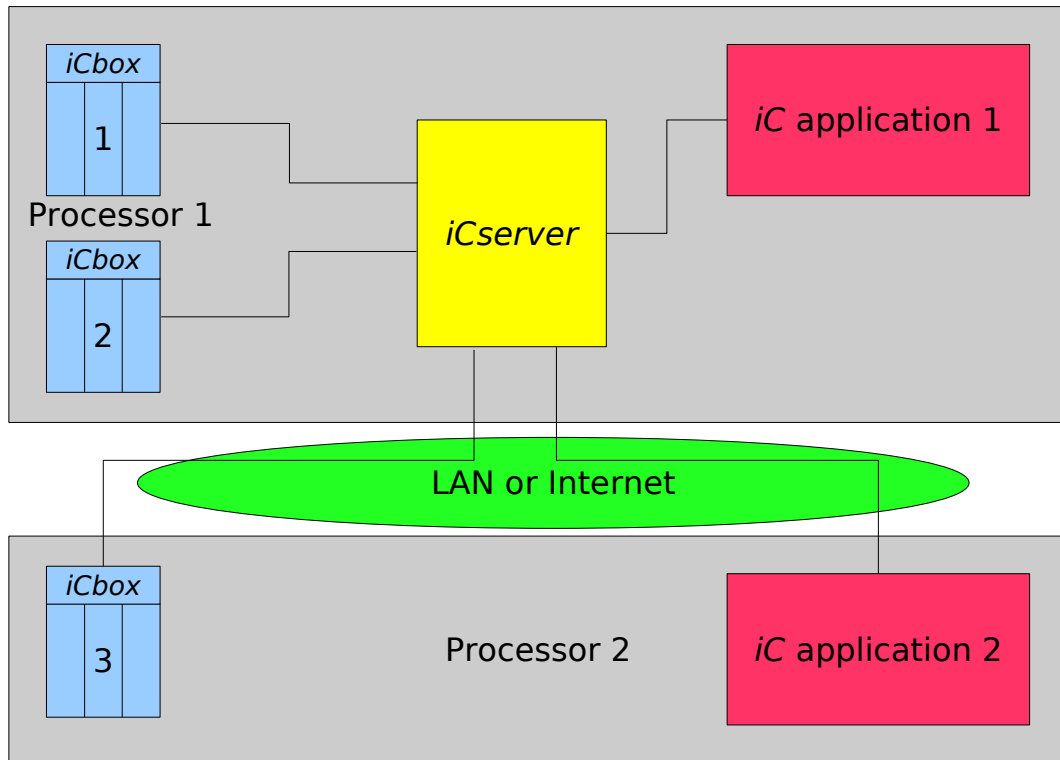 iCbox
1
Processor 1
iCbox
2
iCserver
iC application 1
LAN or Internet
iCbox
3
Processor 2
iC application 2